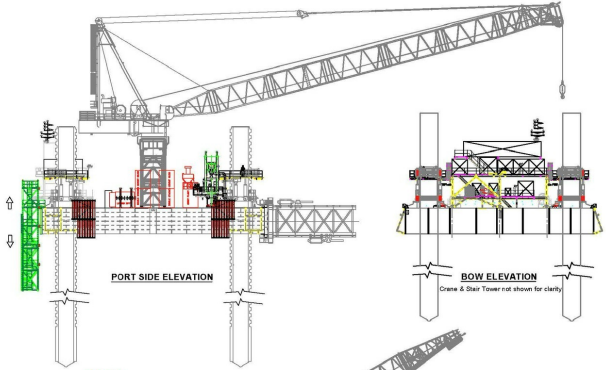 PORT SIDE ELEVATION
BOW ELEVATION
Crane & Stair Tower not shown for clarity